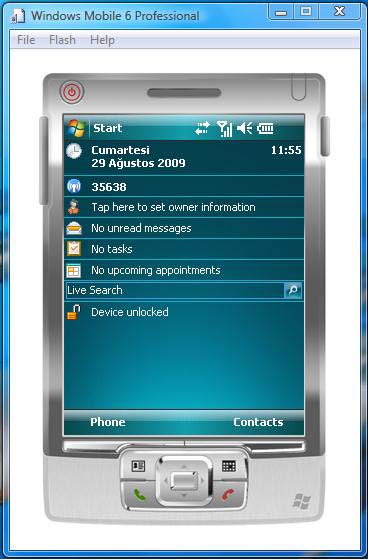 Windows Mobile 6 Professional
File Flash Help
Start
Cumartesi 11:55
29 Ağustos 2009
35638
Tap here to set owner information
No unread messages
No tasks
No upcoming appointments
Live Search
Device unlocked
Phone Contacts